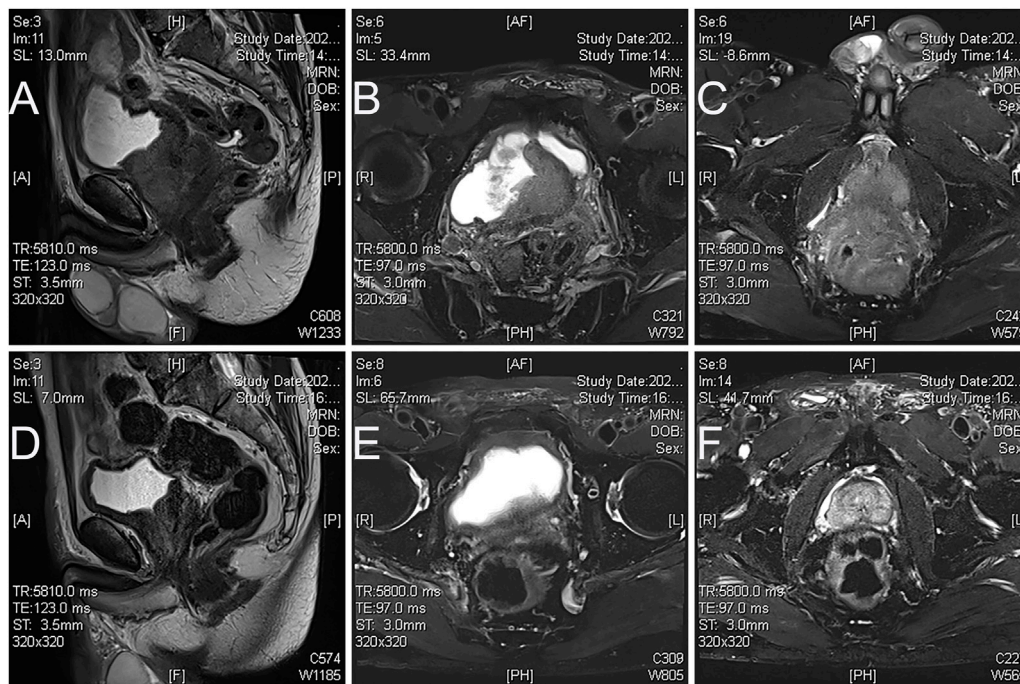 Se:3
Im:11
SL: 13.0mm
[H]
.
Study Date:202...
Study Time:14:...
MRN:
DOB:
Sex:
A
[A]
[P]
TR:5810.0 ms
TE:123.0 ms
ST: 3.5mm
320x320
[F]
C608
W1233
Se:6
Im:5
SL: 33.4mm
[AF]
.
Study Date:202...
Study Time:14:...
MRN:
DOB:
Sex:
B
[R]
[L]
TR:5800.0 ms
TE:97.0 ms
ST: 3.0mm
320x320
[PH]
C321
W792
Se:6
Im:19
SL: -8.6mm
[AF]
.
Study Date:202...
Study Time:14:...
MRN:
DOB:
Sex:
C
[R]
TR:5800.0 ms
TE:97.0 ms
ST: 3.0mm
320x320
[PH]
Se:3
Im:11
SL: 7.0mm
[H]
.
Study Date:202...
Study Time:16:...
MRN:
DOB:
Sex:
D
[A]
[P]
TR:5810.0 ms
TE:123.0 ms
ST: 3.5mm
320x320
[F]
C574
W1185
Se:8
Im:6
SL: 65.7mm
[AF]
.
Study Date:202...
Study Time:16:...
MRN:
DOB:
Sex:
E
[R]
[L]
TR:5800.0 ms
TE:97.0 ms
ST: 3.0mm
320x320
[PH]
C309
W805
Se:8
Im:14
SL: 41.7mm
[AF]
.
Study Date:202...
Study Time:16:...
MRN:
DOB:
Sex:
F
[R]
TR:5800.0 ms
TE:97.0 ms
ST: 3.0mm
320x320
[PH]